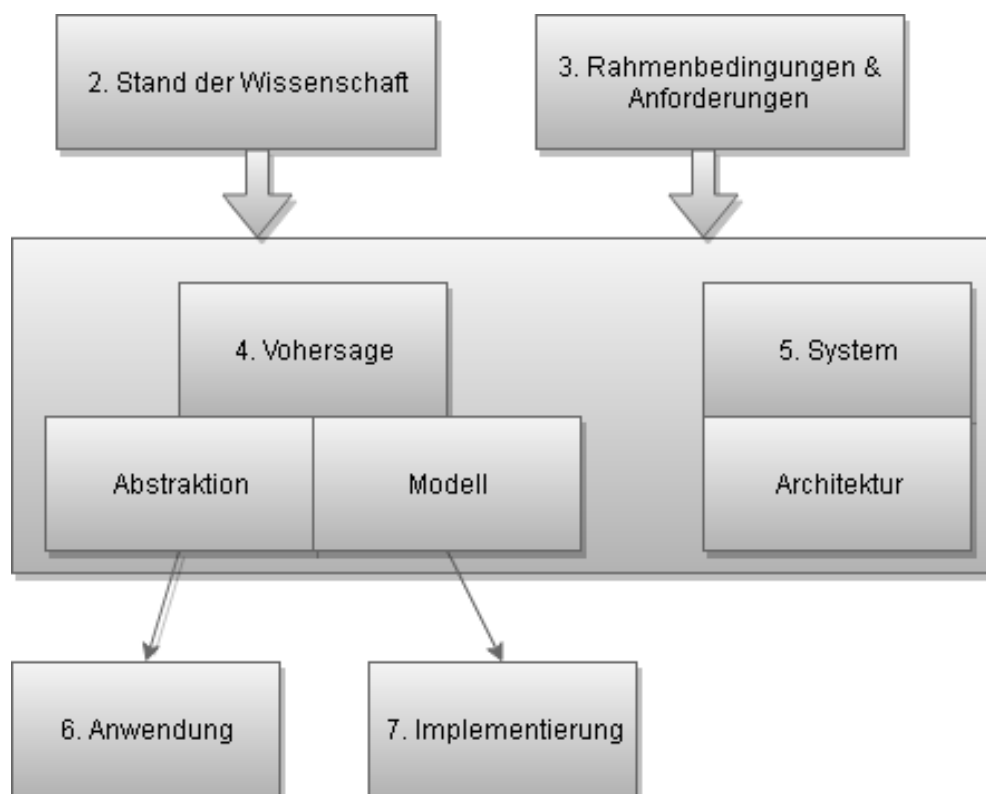 2. Stand der Wissenschaft
3. Rahmenbedingungen &
Anforderungen
4. Vohersage
5. System
Abstraktion
Modell
Architektur
6. Anwendung
7. Implementierung